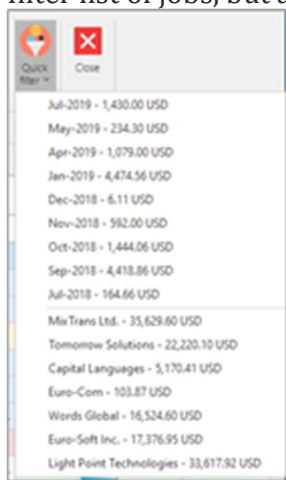 Quick
filter
Close
Jul-2019 - 1,430.00 USD
May-2019 - 234.30 USD
Apr-2019 - 1,079.00 USD
Jan-2019 - 4,474.56 USD
Dec-2018 - 6.11 USD
Nov-2018 - 592.00 USD
Oct-2018 - 1,444.06 USD
Sep-2018 - 4,418.86 USD
Jul-2018 - 164.66 USD
MixTrans Ltd. - 35,629.60 USD
Tomorrow Solutions - 22,220.10 USD
Capital Languages - 5,170.41 USD
Euro-Com - 103.87 USD
Words Global - 16,524.60 USD
Euro-Soft Inc. - 17,376.95 USD
Light Point Technologies - 33,617.92 USD